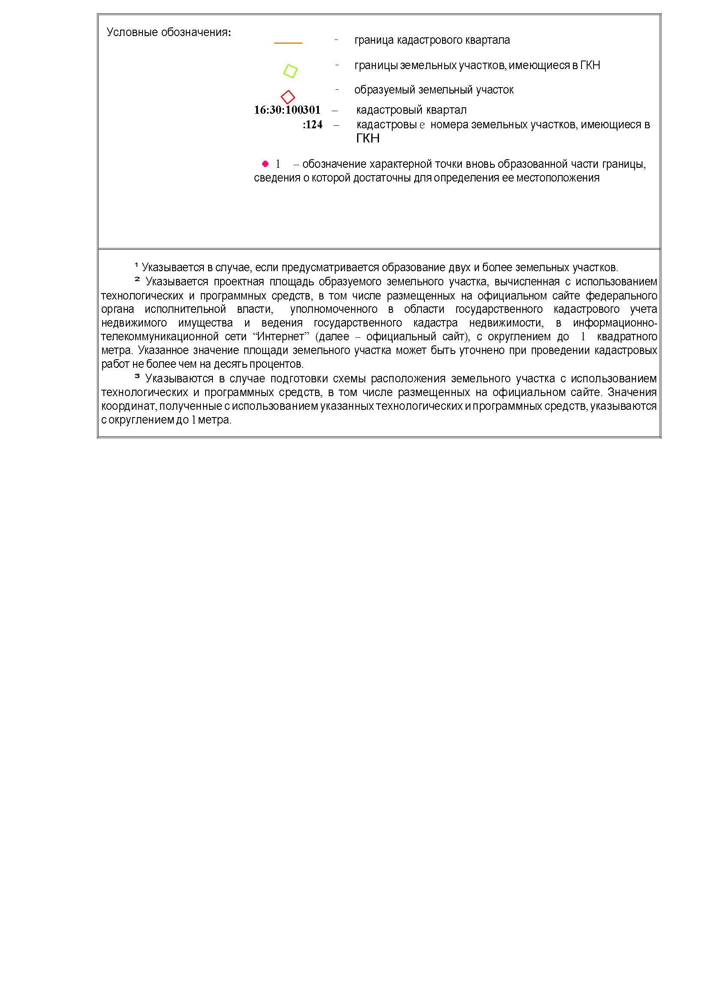 Условные обозначения:
- граница кадастрового квартала
- границы земельных участков, имеющиеся в ГКН
- образуемый земельный участок
16:30:100301 – кадастровый квартал
:124 – кадастровы е номера земельных участков, имеющиеся в
ГКН
1 – обозначение характерной точки вновь образованной части границы,
сведения о которой достаточны для определения ее местоположения
¹ Указывается в случае, если предусматривается образование двух и более земельных участков.
² Указывается проектная площадь образуемого земельного участка, вычисленная с использованием
технологических и программных средств, в том числе размещенных на официальном сайте федерального
органа исполнительной власти, уполномоченного в области государственного кадастрового учета
недвижимого имущества и ведения государственного кадастра недвижимости, в информационно-
телекоммуникационной сети “Интернет” (далее – официальный сайт), с округлением до 1 квадратного
метра. Указанное значение площади земельного участка может быть уточнено при проведении кадастровых
работ не более чем на десять процентов.
³ Указываются в случае подготовки схемы расположения земельного участка с использованием
технологических и программных средств, в том числе размещенных на официальном сайте. Значения
координат, полученные с использованием указанных технологических и программных средств, указываются
с округлением до 1 метра.